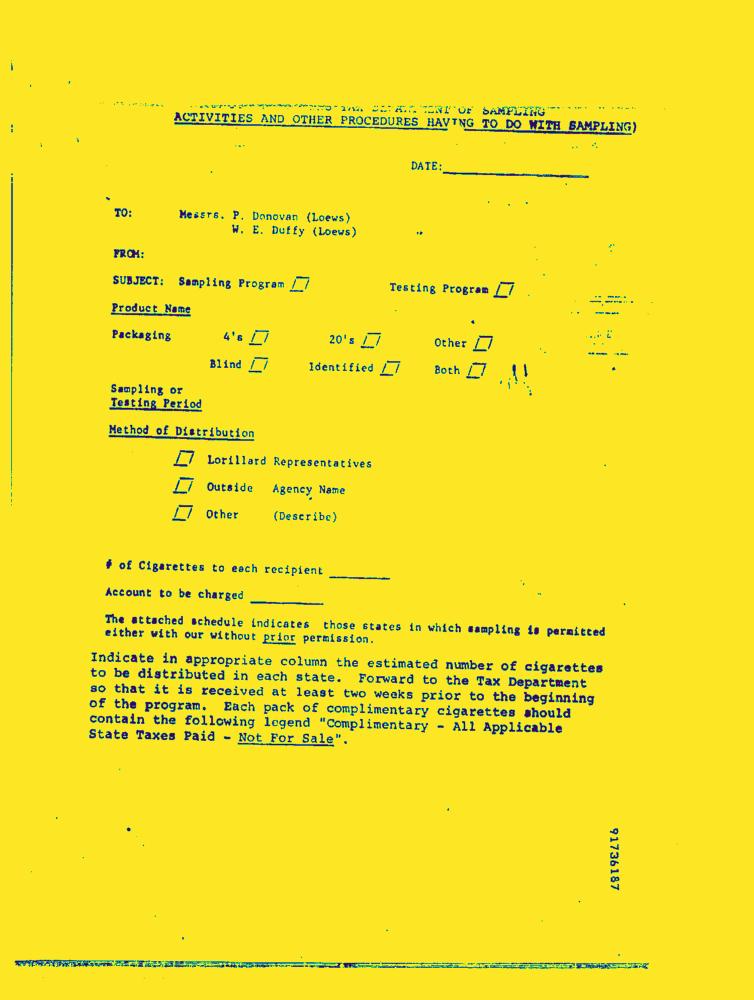 OF SAMPLING
ACTIVITIES AND OTHER PROCEDURES HAVING TO DO WITH SAMPLING)
DATE:
TO: Messrs. P. Donovan (Loews)
W. E. Duffy (Loews)
FROM:
SUBJECT: Sampling Program Testing Program
Product Name
Packaging 4's 20's Other
Blind Identified Both
Sampling or
Testing Period
Method of Distribution
Lorillard Representatives
Outside Agency Name
Other (Describe)
# of Cigarettes to each recipient
Account to be charged
The attached schedule indicates those states in which sampling is permitted
either with our without prior permission.
Indicate in appropriate column the estimated number of cigarettes
to be distributed in each state. Forward to the Tax Department
so that it is received at least two weeks prior to the beginning
of the program. Each pack of complimentary cigarettes should
contain the following legend "Complimentary - All Applicable
State Taxes Paid - Not For Sale".
91736187